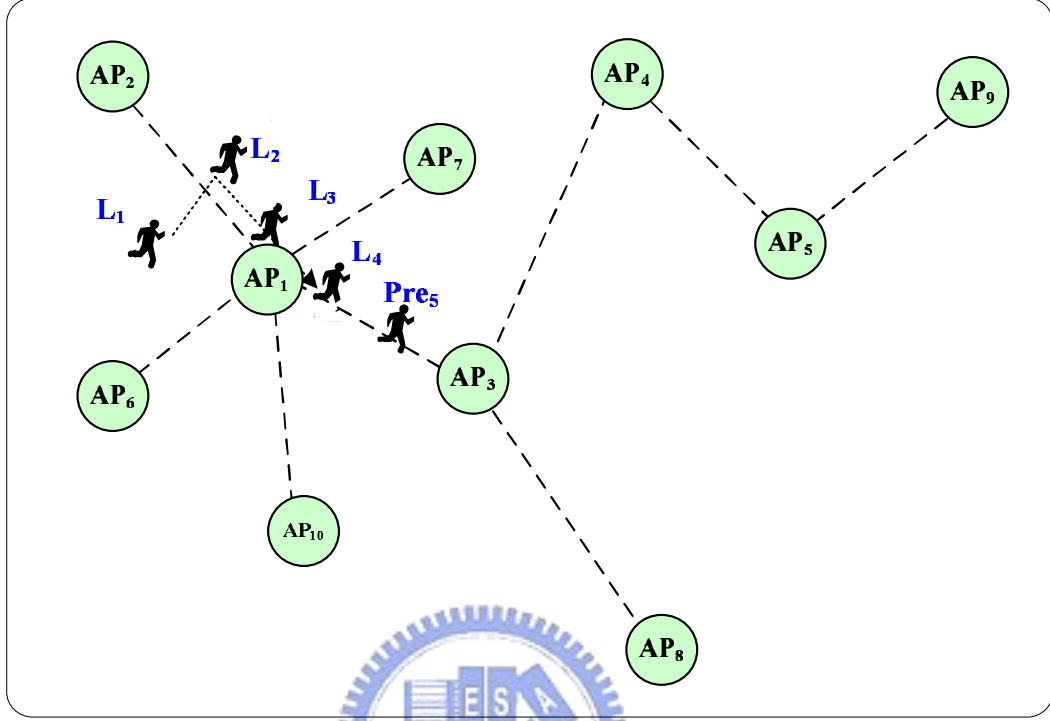 AP₄
AP₂
AP₉
L₂
AP₇
L₃
L₁
AP₅
L₄
AP₁
Pre₅
AP₃
AP₆
AP₁₀
AP₈
E S A